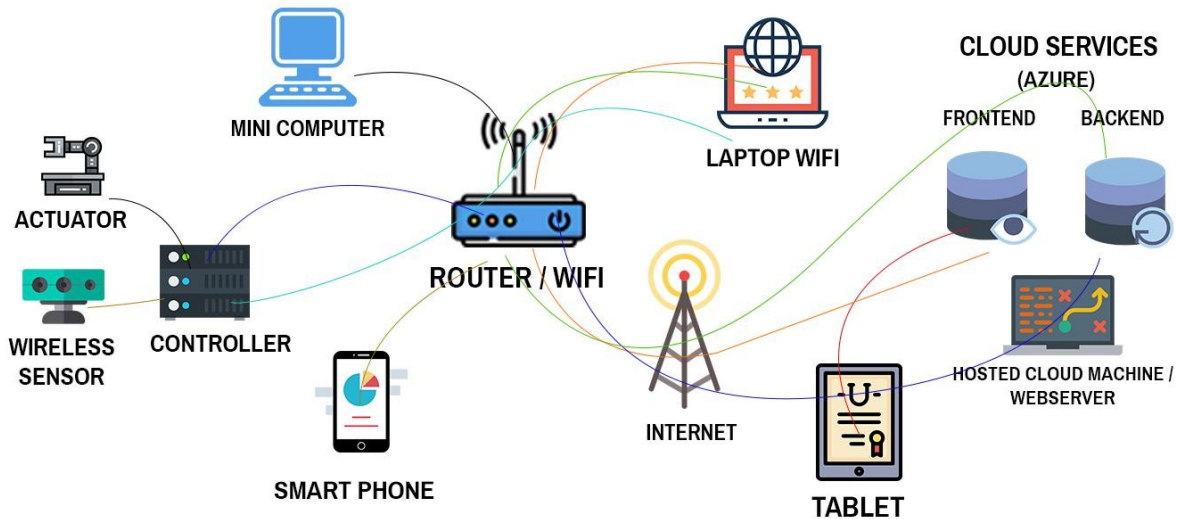 CLOUD SERVICES
(AZURE)
FRONTEND
BACKEND
MINI COMPUTER
LAPTOP WIFI
ACTUATOR
ROUTER / WIFI
CONTROLLER
WIRELESS
SENSOR
HOSTED CLOUD MACHINE /
WEBSERVER
INTERNET
SMART PHONE
TABLET
U